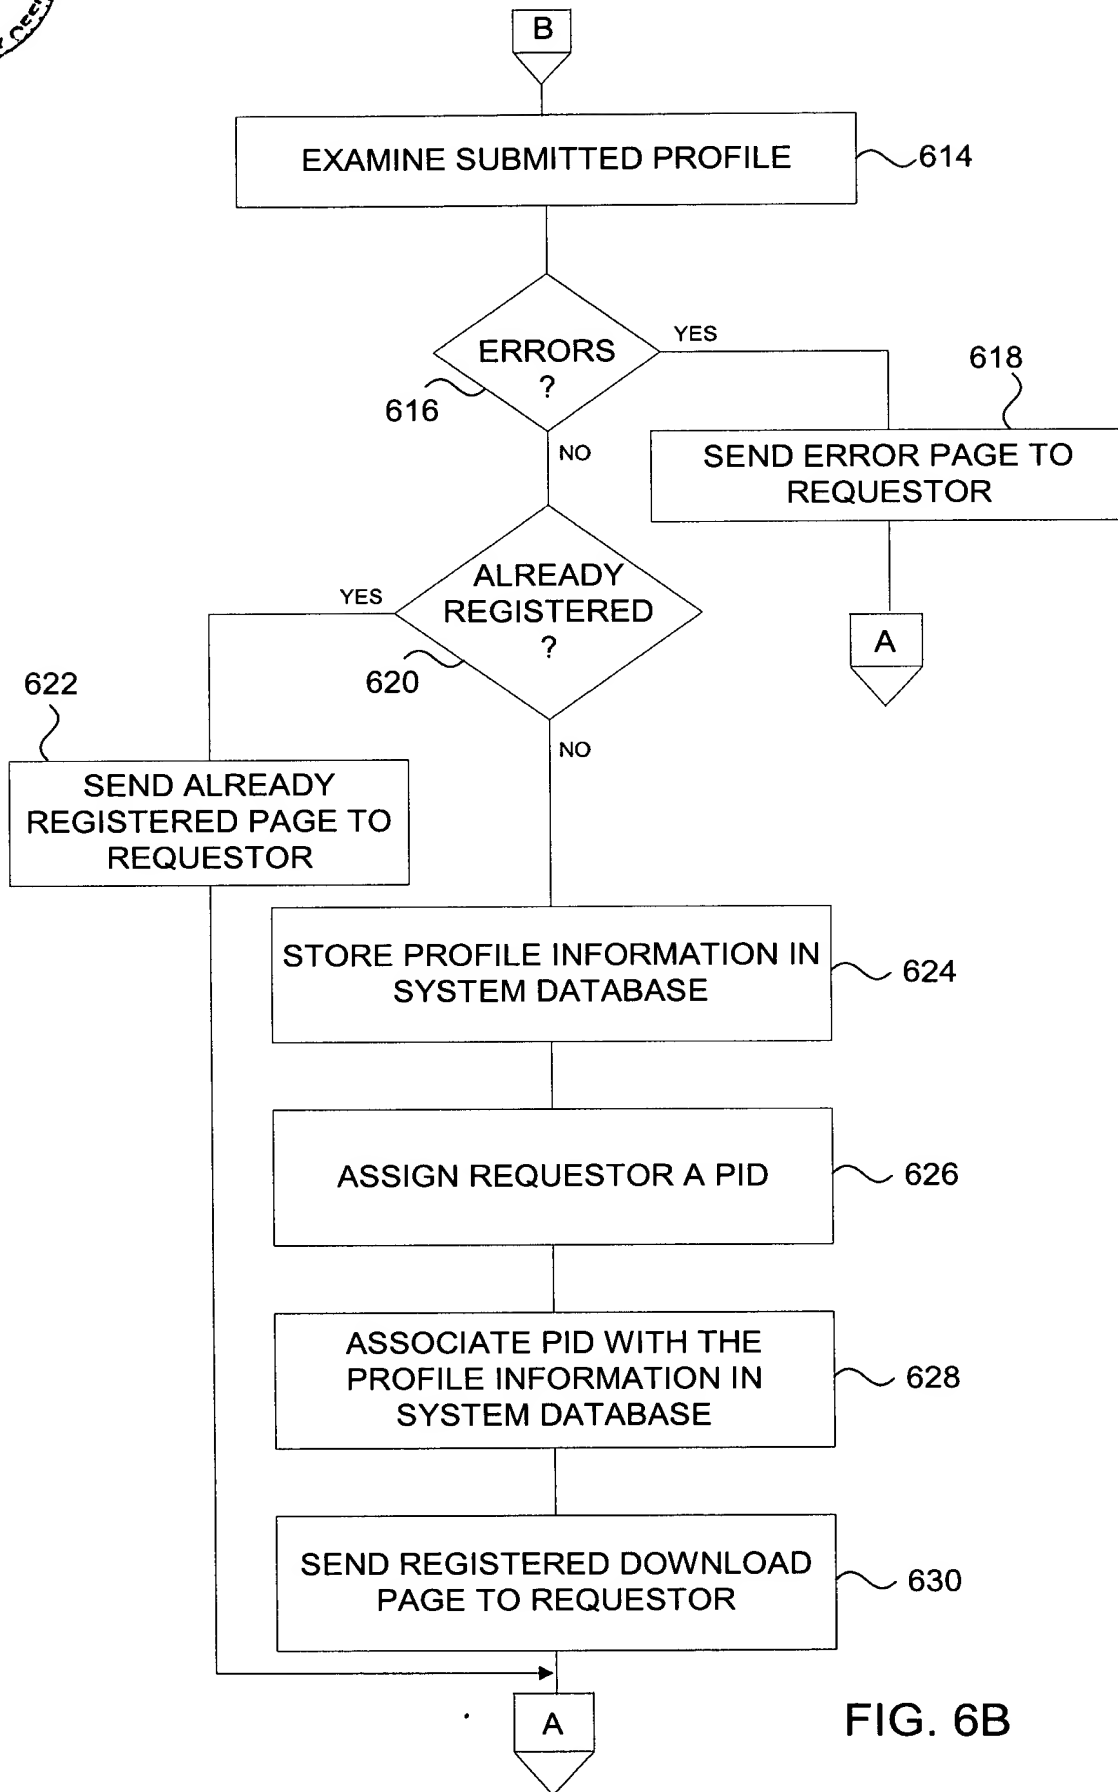 B
EXAMINE SUBMITTED PROFILE
614
ERRORS
?
616
YES
NO
618
SEND ERROR PAGE TO
REQUESTOR
A
ALREADY
REGISTERED
?
620
YES
NO
622
SEND ALREADY
REGISTERED PAGE TO
REQUESTOR
STORE PROFILE INFORMATION IN
SYSTEM DATABASE
624
ASSIGN REQUESTOR A PID
626
ASSOCIATE PID WITH THE
PROFILE INFORMATION IN
SYSTEM DATABASE
628
SEND REGISTERED DOWNLOAD
PAGE TO REQUESTOR
630
A
FIG. 6B